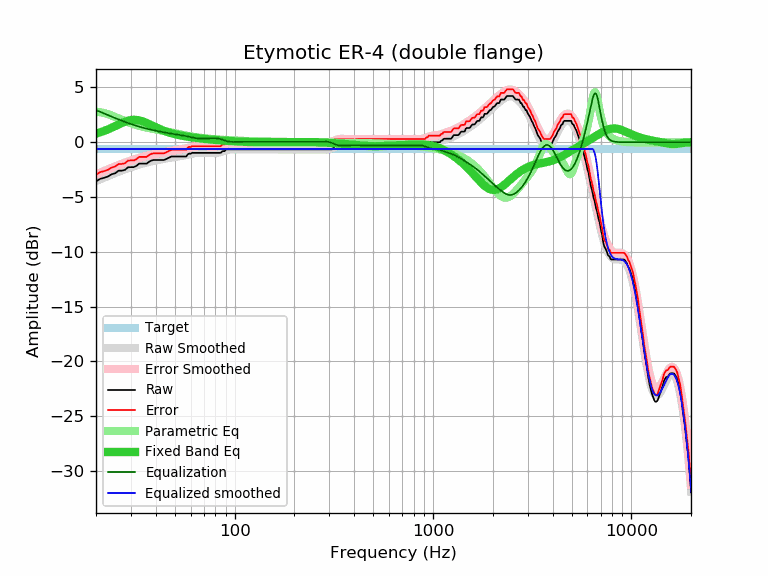 Etymotic ER-4 (double flange)
Amplitude (dBr)
5
0
−5
−10
−15
−20
−25
−30
Target
Raw Smoothed
Error Smoothed
Raw
Error
Parametric Eq
Fixed Band Eq
Equalization
Equalized smoothed
100
1000
10000
Frequency (Hz)